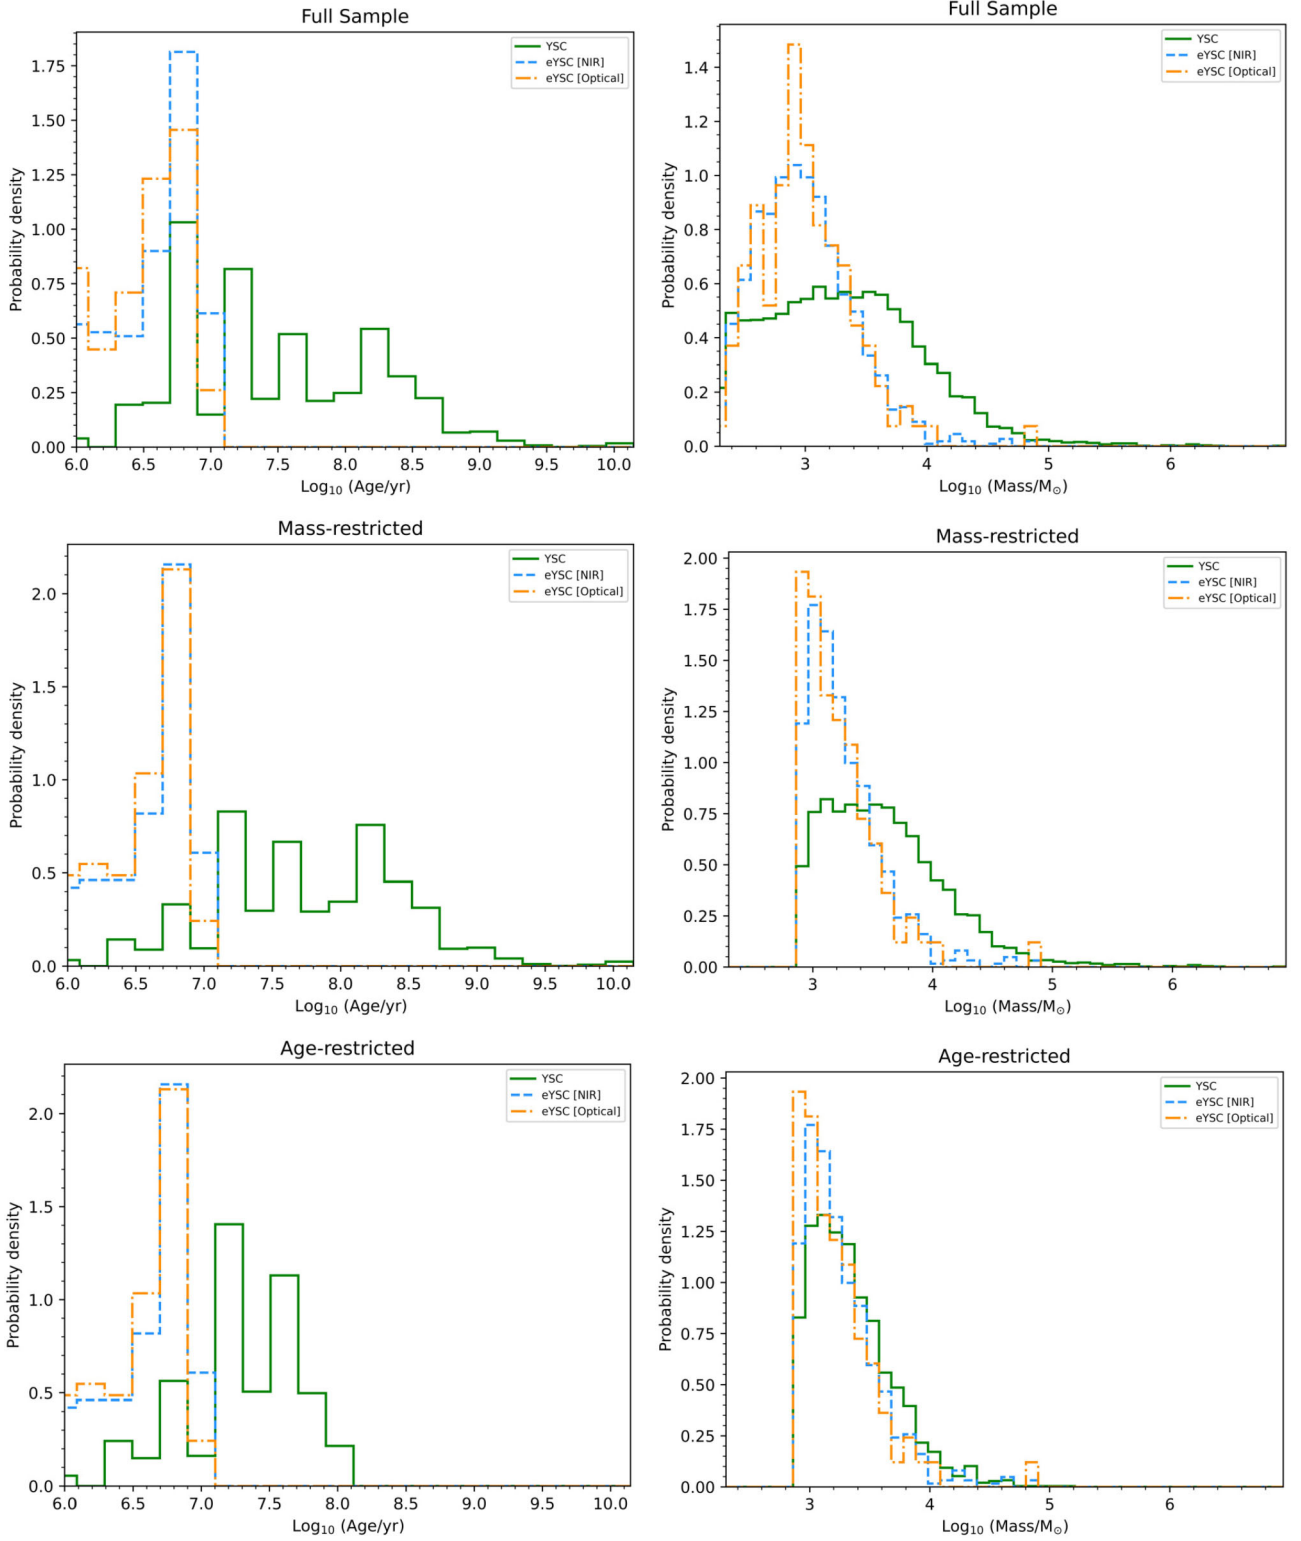 Full Sample
YSC
eYSC [NIR]
eYSC [Optical]
Probability density
1.75
1.50
1.25
1.00
0.75
0.50
0.25
0.00
6.0 6.5 7.0 7.5 8.0 8.5 9.0 9.5 10.0
Log₁₀ (Age/yr)
Full Sample
YSC
eYSC [NIR]
eYSC [Optical]
Probability density
1.4
1.2
1.0
0.8
0.6
0.4
0.2
0.0
3 4 5 6
Log₁₀ (Mass/M☉)
Mass-restricted
YSC
eYSC [NIR]
eYSC [Optical]
Probability density
2.0
1.5
1.0
0.5
0.0
6.0 6.5 7.0 7.5 8.0 8.5 9.0 9.5 10.0
Log₁₀ (Age/yr)
Mass-restricted
YSC
eYSC [NIR]
eYSC [Optical]
Probability density
2.00
1.75
1.50
1.25
1.00
0.75
0.50
0.25
0.00
3 4 5 6
Log₁₀ (Mass/M☉)
Age-restricted
YSC
eYSC [NIR]
eYSC [Optical]
Probability density
2.0
1.5
1.0
0.5
0.0
6.0 6.5 7.0 7.5 8.0 8.5 9.0 9.5 10.0
Log₁₀ (Age/yr)
Age-restricted
YSC
eYSC [NIR]
eYSC [Optical]
Probability density
2.00
1.75
1.50
1.25
1.00
0.75
0.50
0.25
0.00
3 4 5 6
Log₁₀ (Mass/M☉)